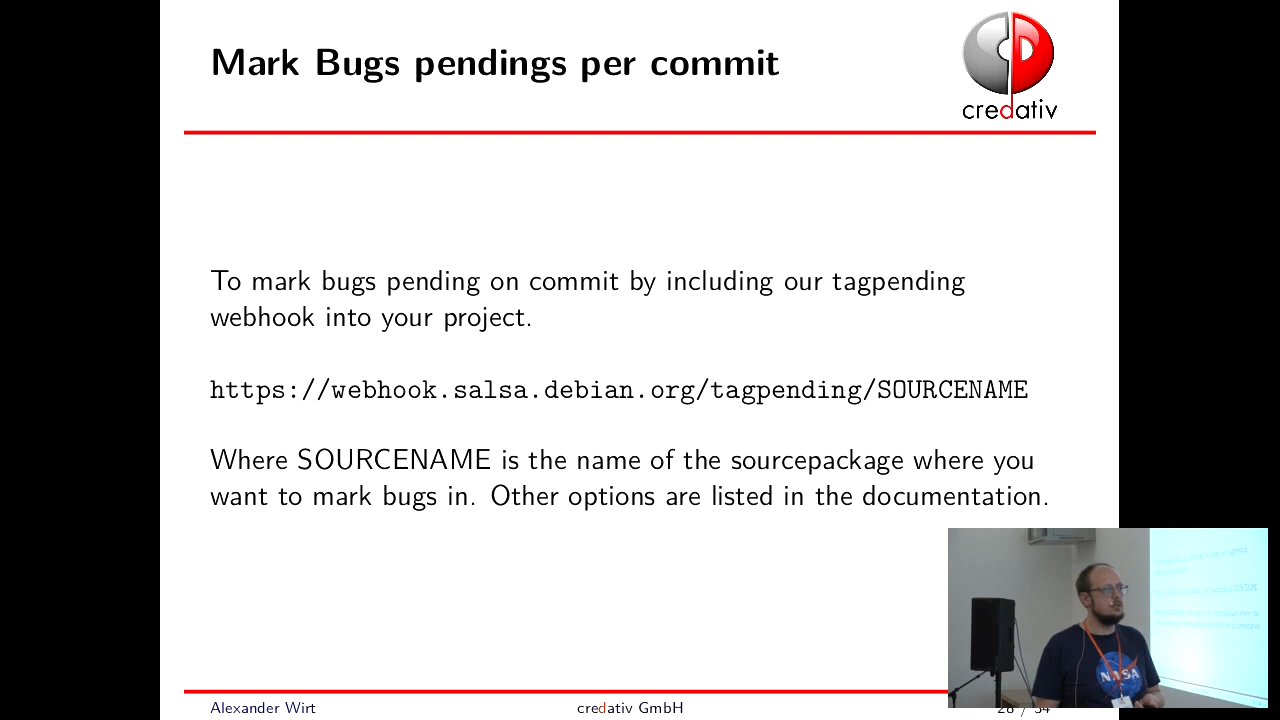 Mark Bugs pendings per commit
credativ
To mark bugs pending on commit by including our tagpending
webhook into your project.
https://webhook.salsa.debian.org/tagpending/SOURCENAME
Where SOURCENAME is the name of the sourcepackage where you
want to mark bugs in. Other options are listed in the documentation.
NASA
Alexander Wirt
credativ GmbH